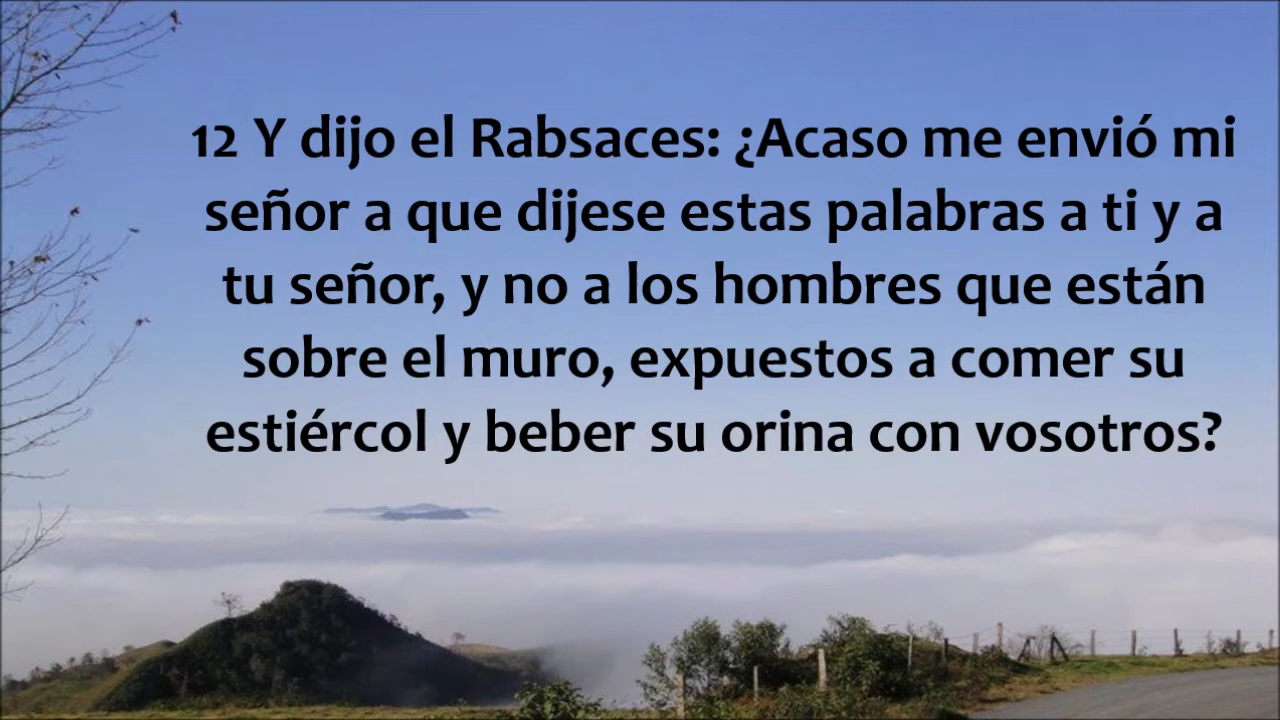 12 Y dijo el Rabsaces: ¿Acaso me envió mi
señor a que dijese estas palabras a ti y a
tu señor, y no a los hombres que están
sobre el muro, expuestos a comer su
estiércol y beber su orina con vosotros?